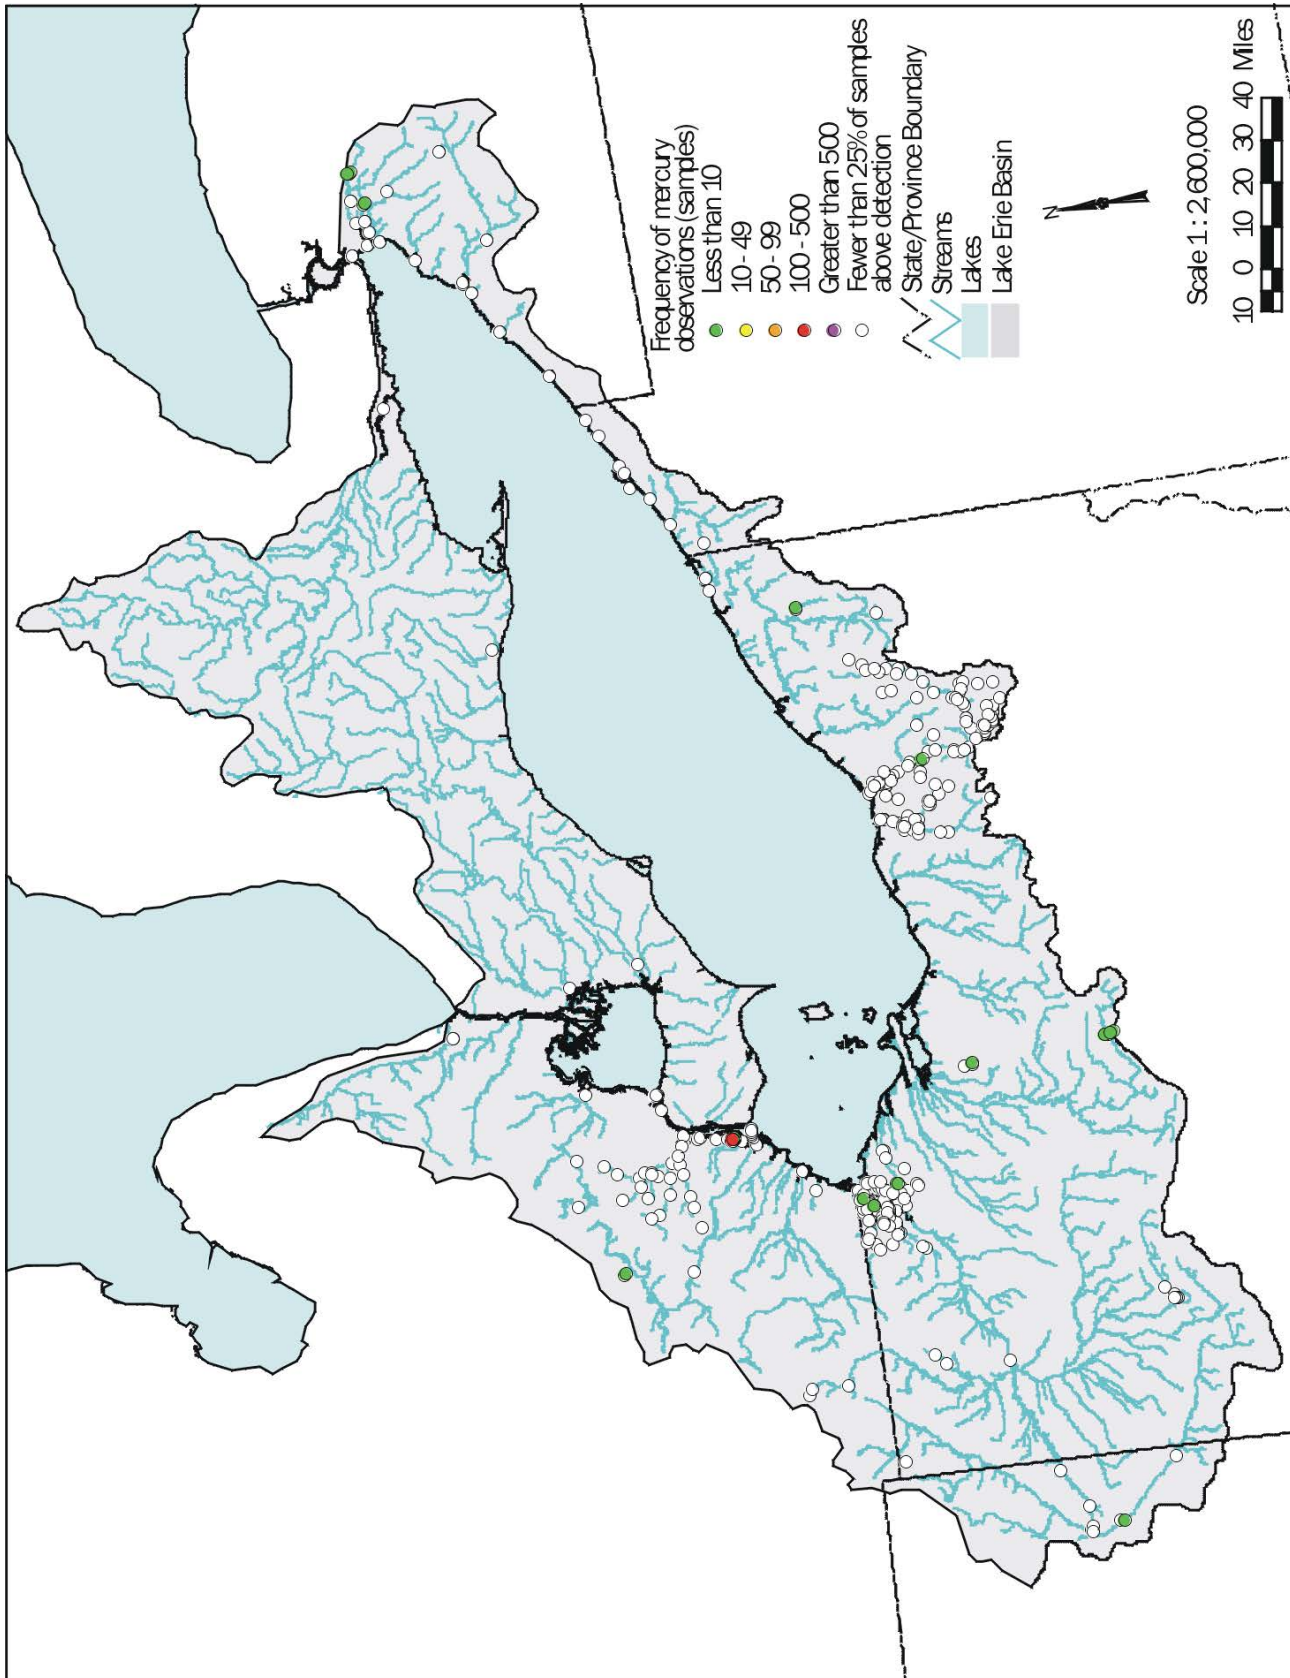 Frequency of mercury
observations (samples)
Less than 10
10 - 49
50 - 99
100 - 500
Greater than 500
Fewer than 25% of samples
above detection
State/Province Boundary
Streams
Lakes
Lake Erie Basin
N
Scale 1 : 2,600,000
10 0 10 20 30 40 Miles